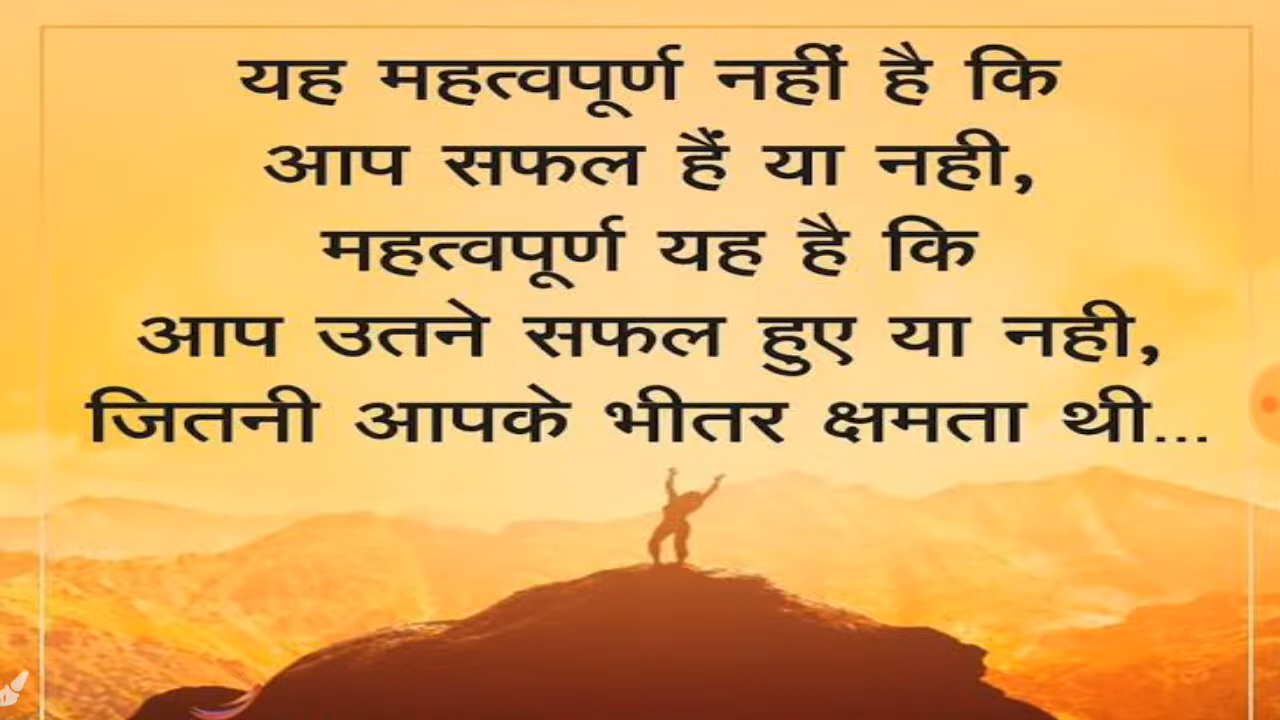 यह महत्वपूर्ण नहीं है कि
आप सफल हैं या नही,
महत्वपूर्ण यह है कि
आप उतने सफल हुए या नही,
जितनी आपके भीतर क्षमता थी...